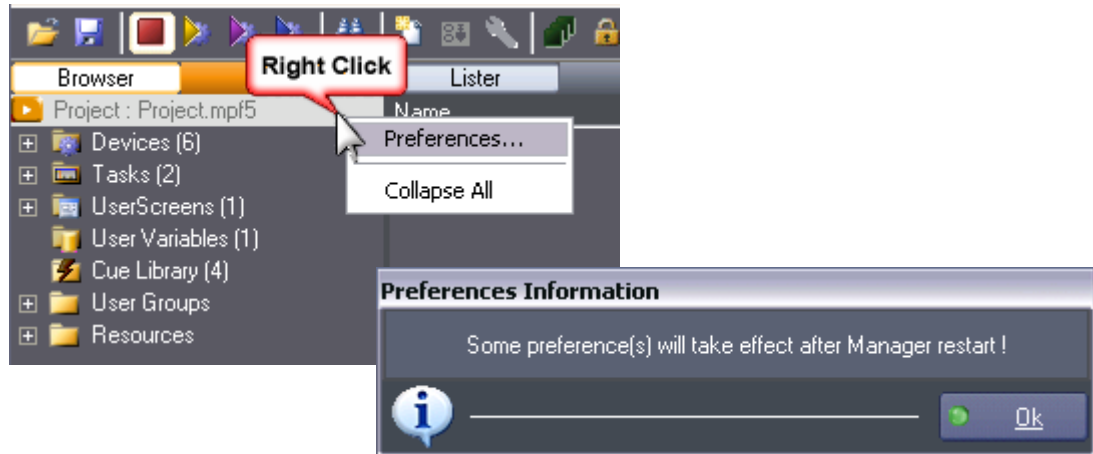 Right Click
Browser
Lister
Project : Project.mpf5
Name
Preferences...
Collapse All
Devices (6)
Tasks (2)
UserScreens (1)
User Variables (1)
Cue Library (4)
User Groups
Resources
Preferences Information
Some preference(s) will take effect after Manager restart !
Ok